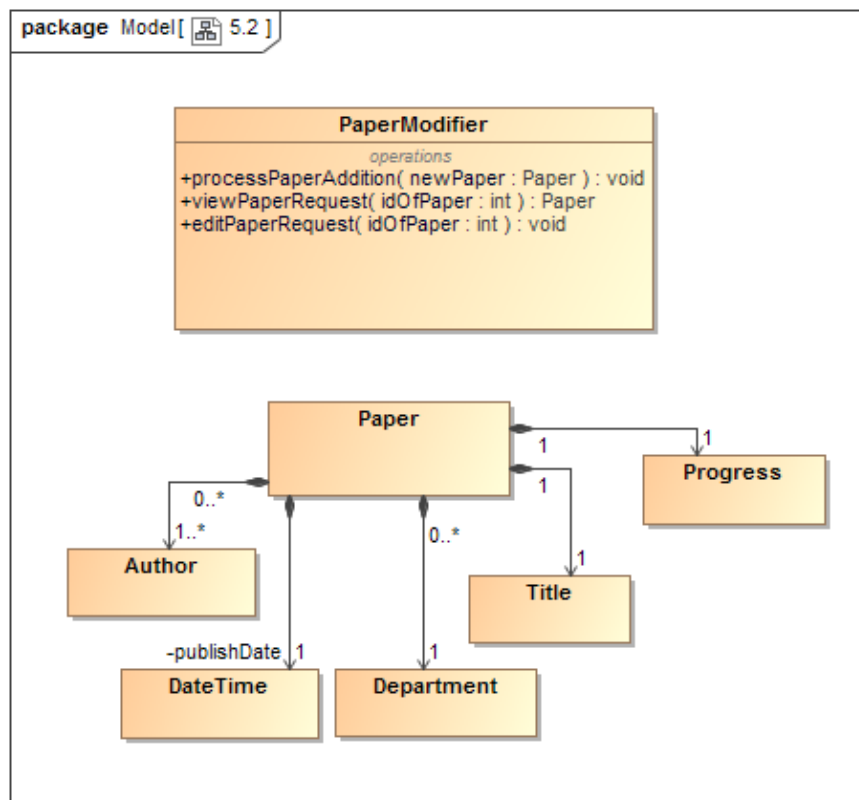 package Model[ 5.2 ]
PaperModifier
operations
+processPaperAddition( newPaper : Paper ) : void
+viewPaperRequest( idOfPaper : int ) : Paper
+editPaperRequest( idOfPaper : int ) : void
Paper
1
1
Progress
1
0..*
0..*
1..*
Author
1
Title
-publishDate
1
1
DateTime
Department